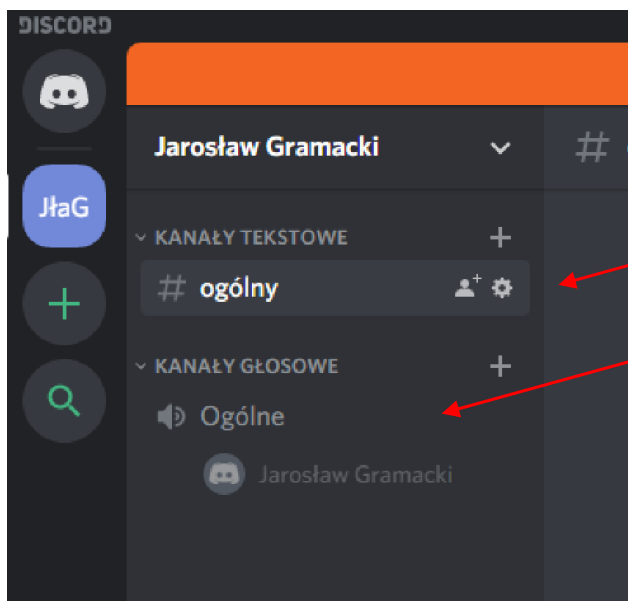 DISCORD
Jarosław Gramacki
JłaG
KANAŁY TEKSTOWE
# ogólny
KANAŁY GŁOSOWE
Ogólne
Jarosław Gramacki